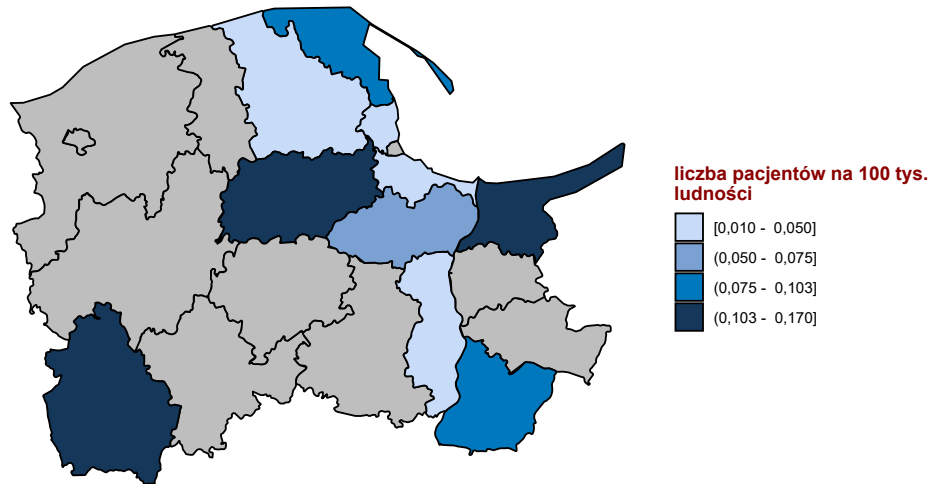 liczba pacjentów na 100 tys.
ludności
[0,010 - 0,050]
(0,050 - 0,075]
(0,075 - 0,103]
(0,103 - 0,170]